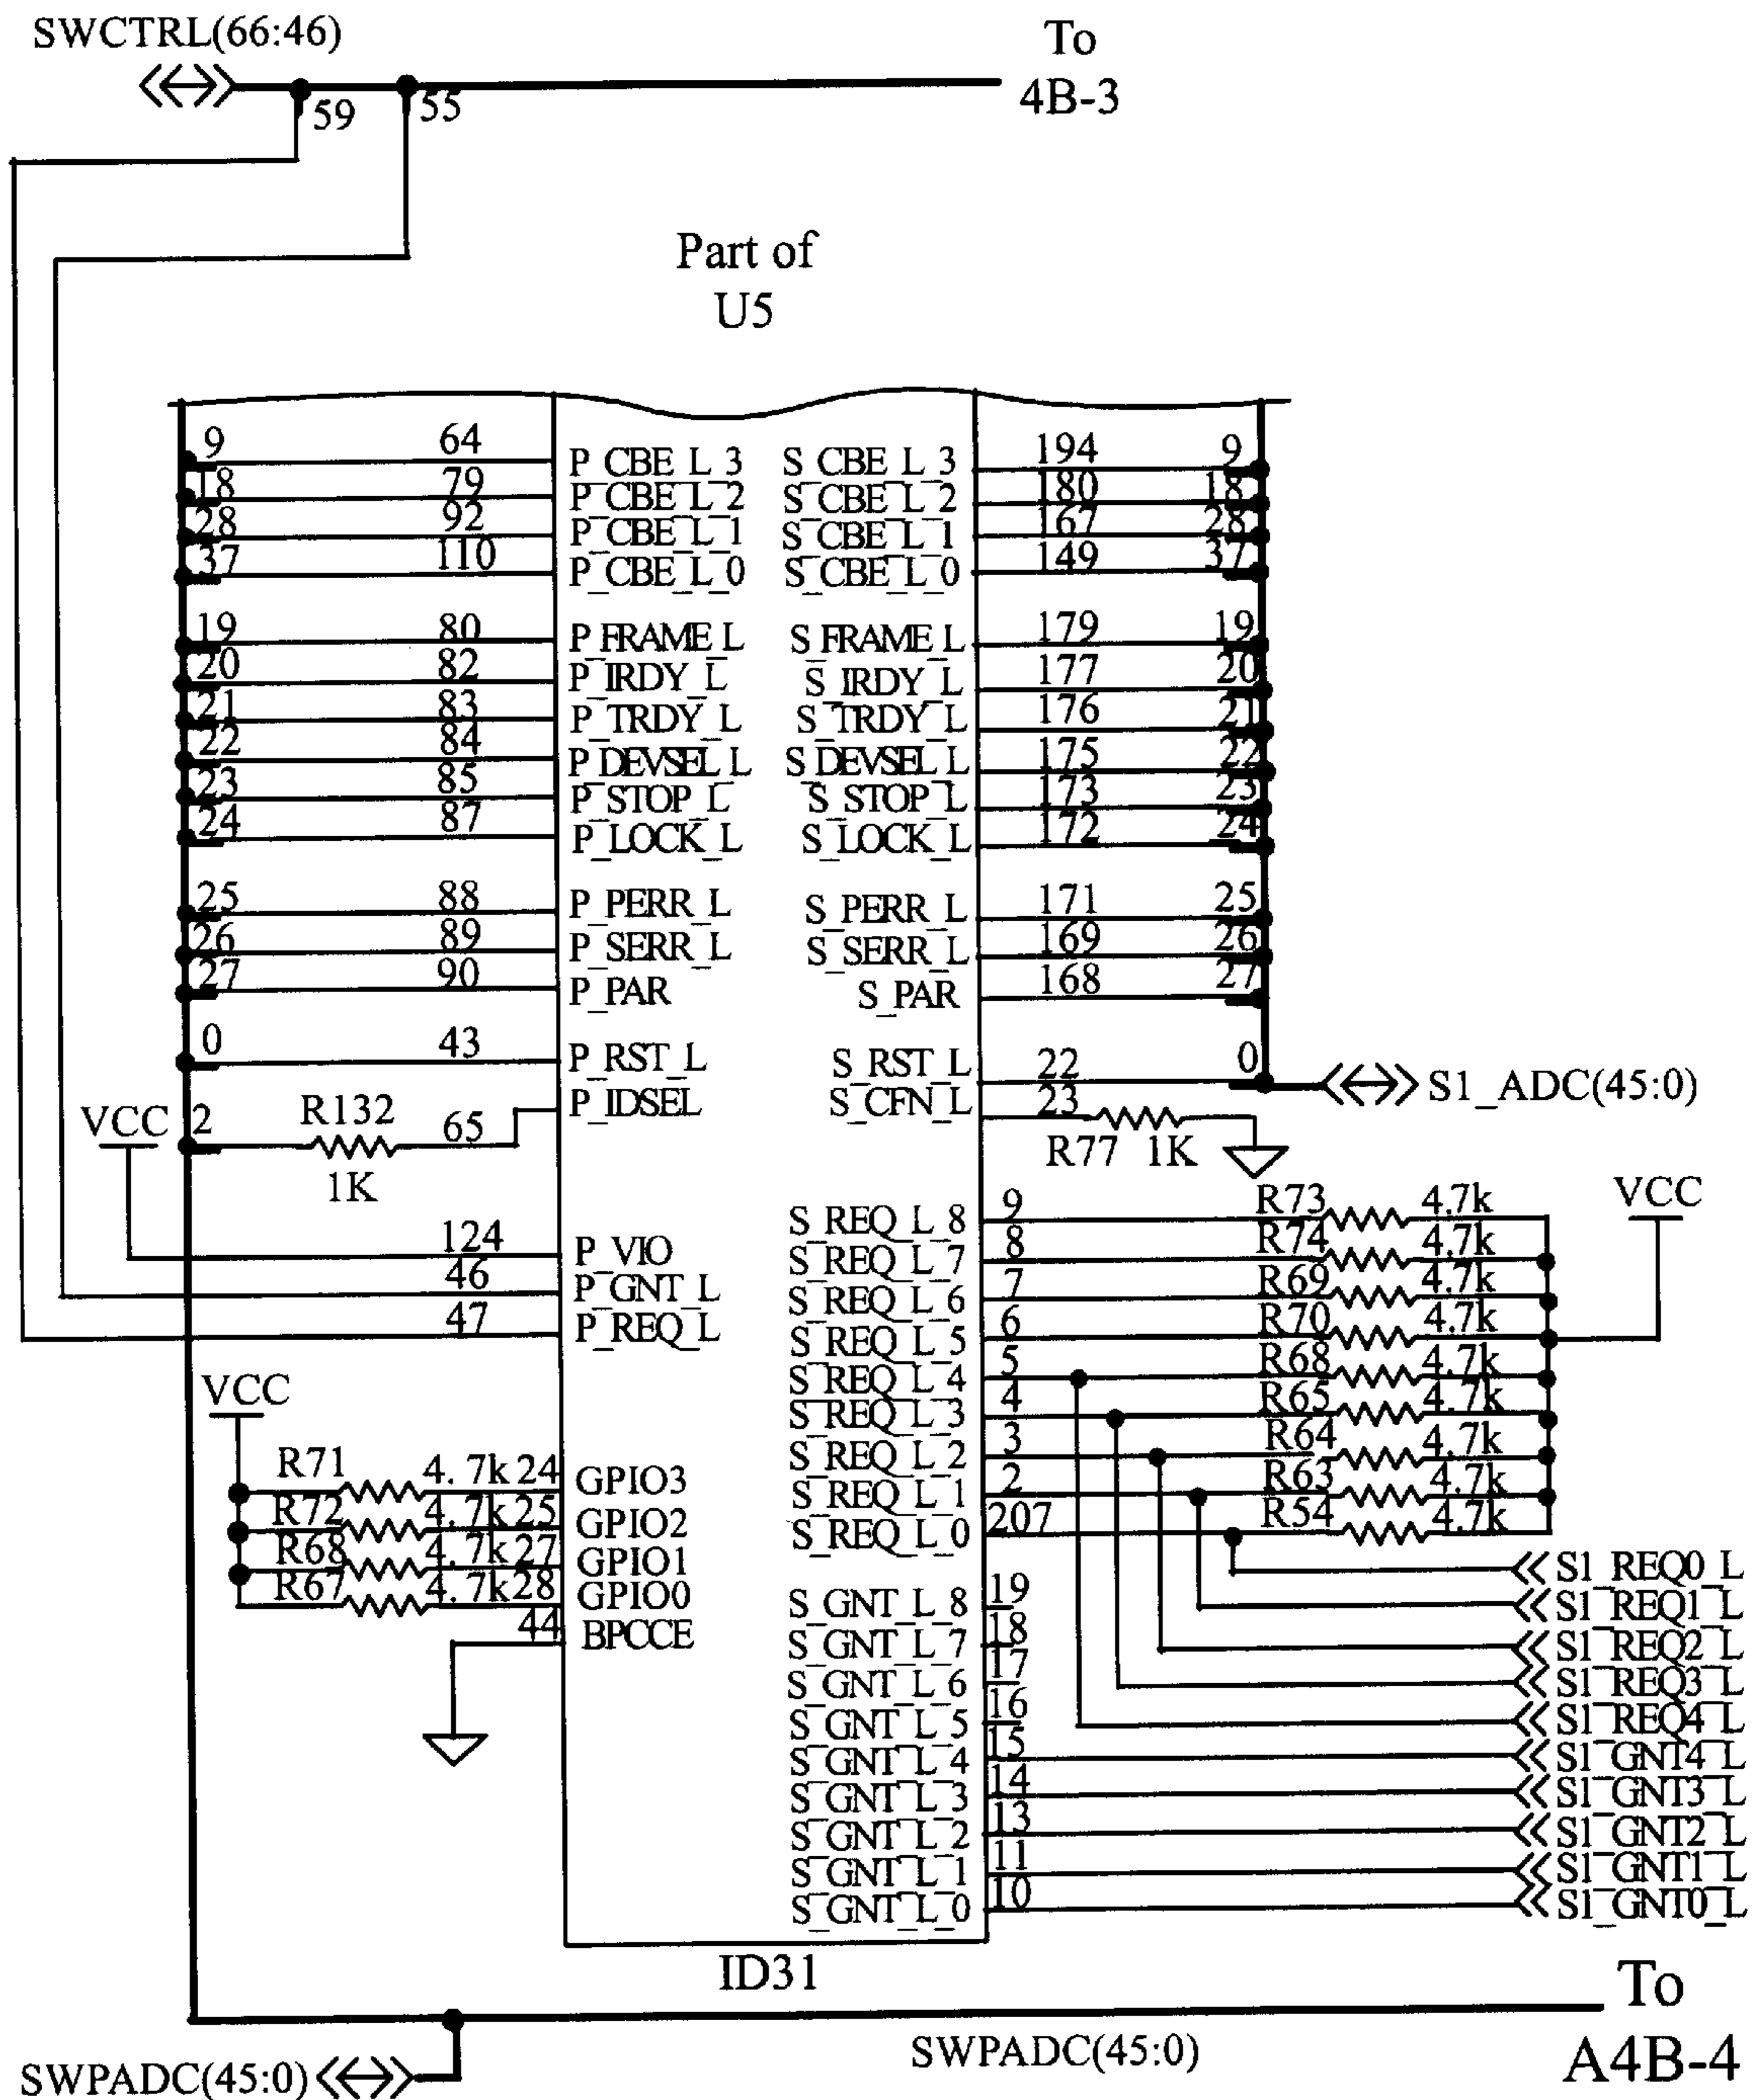 SWCTRL(66:46)
To
4B-3
59
55
Part of
U5
9 64 P_CBE_L_3 S_CBE_L_3 194 9
18 79 P_CBE_L_2 S_CBE_L_2 180 18
28 92 P_CBE_L_1 S_CBE_L_1 167 28
37 110 P_CBE_L_0 S_CBE_L_0 149 37
19 80 P_FRAME_L S_FRAME_L 179 19
20 82 P_IRDY_L S_IRDY_L 177 20
21 83 P_TRDY_L S_TRDY_L 176 21
22 84 P_DEVSEL_L S_DEVSEL_L 175 22
23 85 P_STOP_L S_STOP_L 173 23
24 87 P_LOCK_L S_LOCK_L 172 24
25 88 P_PERR_L S_PERR_L 171 25
26 89 P_SERR_L S_SERR_L 169 26
27 90 P_PAR S_PAR 168 27
0 43 P_RST_L S_RST_L 22 0 S1_ADC(45:0)
P_IDSEL S_CFN_L 23
VCC 2 R132 65
1K
R77 1K
S_REQ_L_8 9 R73 4.7k VCC
124 P_VIO S_REQ_L_7 8 R74 4.7k
46 P_GNT_L S_REQ_L_6 7 R69 4.7k
47 P_REQ_L S_REQ_L_5 6 R70 4.7k
VCC S_REQ_L_4 5 R68 4.7k
S_REQ_L_3 4 R65 4.7k
S_REQ_L_2 3 R64 4.7k
R71 4.7k 24 GPIO3 S_REQ_L_1 2 R63 4.7k
R72 4.7k 25 GPIO2 S_REQ_L_0 207 R54 4.7k
R68 4.7k 27 GPIO1 S1_REQ0_L
R67 4.7k 28 GPIO0 S_GNT_L_8 19 S1_REQ1_L
44 BPCCE S_GNT_L_7 18 S1_REQ2_L
S_GNT_L_6 17 S1_REQ3_L
S_GNT_L_5 16 S1_REQ4_L
S_GNT_L_4 15 S1_GNT4_L
S_GNT_L_3 14 S1_GNT3_L
S_GNT_L_2 13 S1_GNT2_L
S_GNT_L_1 11 S1_GNT1_L
S_GNT_L_0 10 S1_GNT0_L
ID31
To
A4B-4
SWPADC(45:0)
SWPADC(45:0)